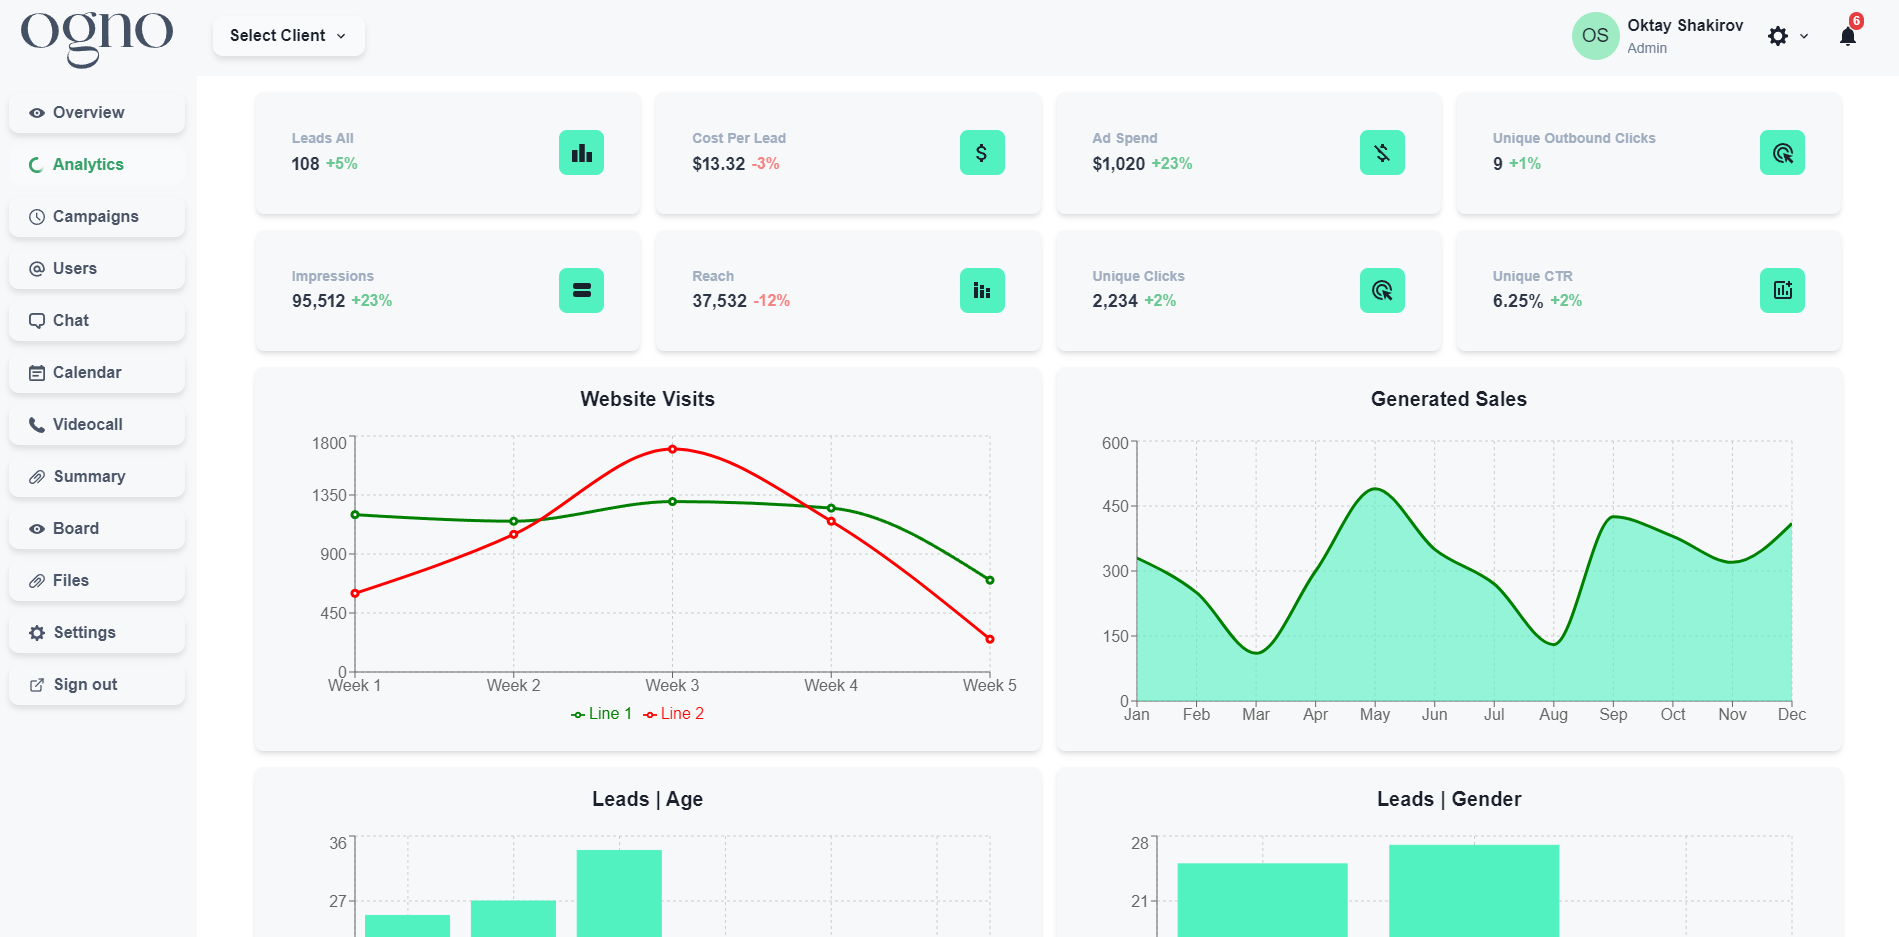 ogno
Select Client
OS
Oktay Shakirov
Admin
6
Overview
Analytics
Campaigns
Users
Chat
Calendar
Videocall
Summary
Board
Files
Settings
Sign out
Leads All
108 +5%
Cost Per Lead
$13.32 -3%
Ad Spend
$1,020 +23%
Unique Outbound Clicks
9 +1%
Impressions
95,512 +23%
Reach
37,532 -12%
Unique Clicks
2,234 +2%
Unique CTR
6.25% +2%
Website Visits
1800
1350
900
450
0
Week 1 Week 2 Week 3 Week 4 Week 5
Line 1 Line 2
Generated Sales
600
450
300
150
0
Jan Feb Mar Apr May Jun Jul Aug Sep Oct Nov Dec
Leads | Age
36
27
Leads | Gender
28
21